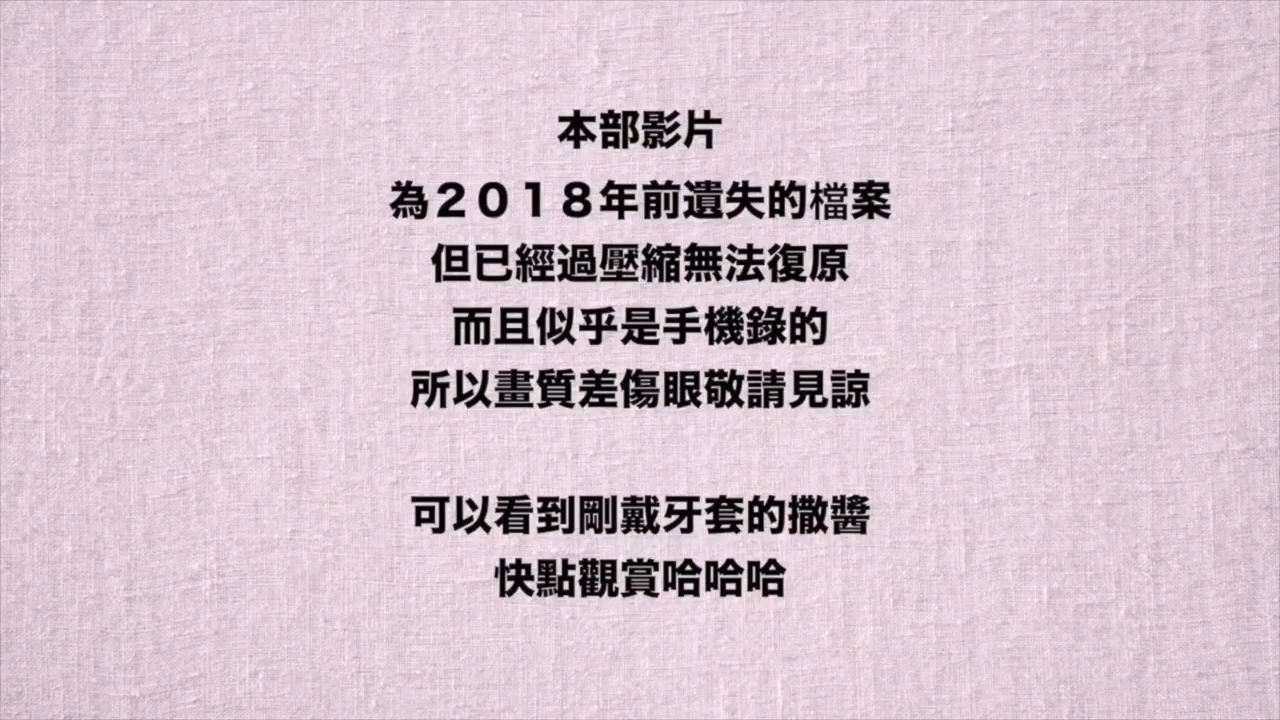 本部影片
為２０１８年前遺失的檔案
但已經過壓縮無法復原
而且似乎是手機錄的
所以畫質差傷眼敬請見諒
可以看到剛戴牙套的撒醬
快點觀賞哈哈哈